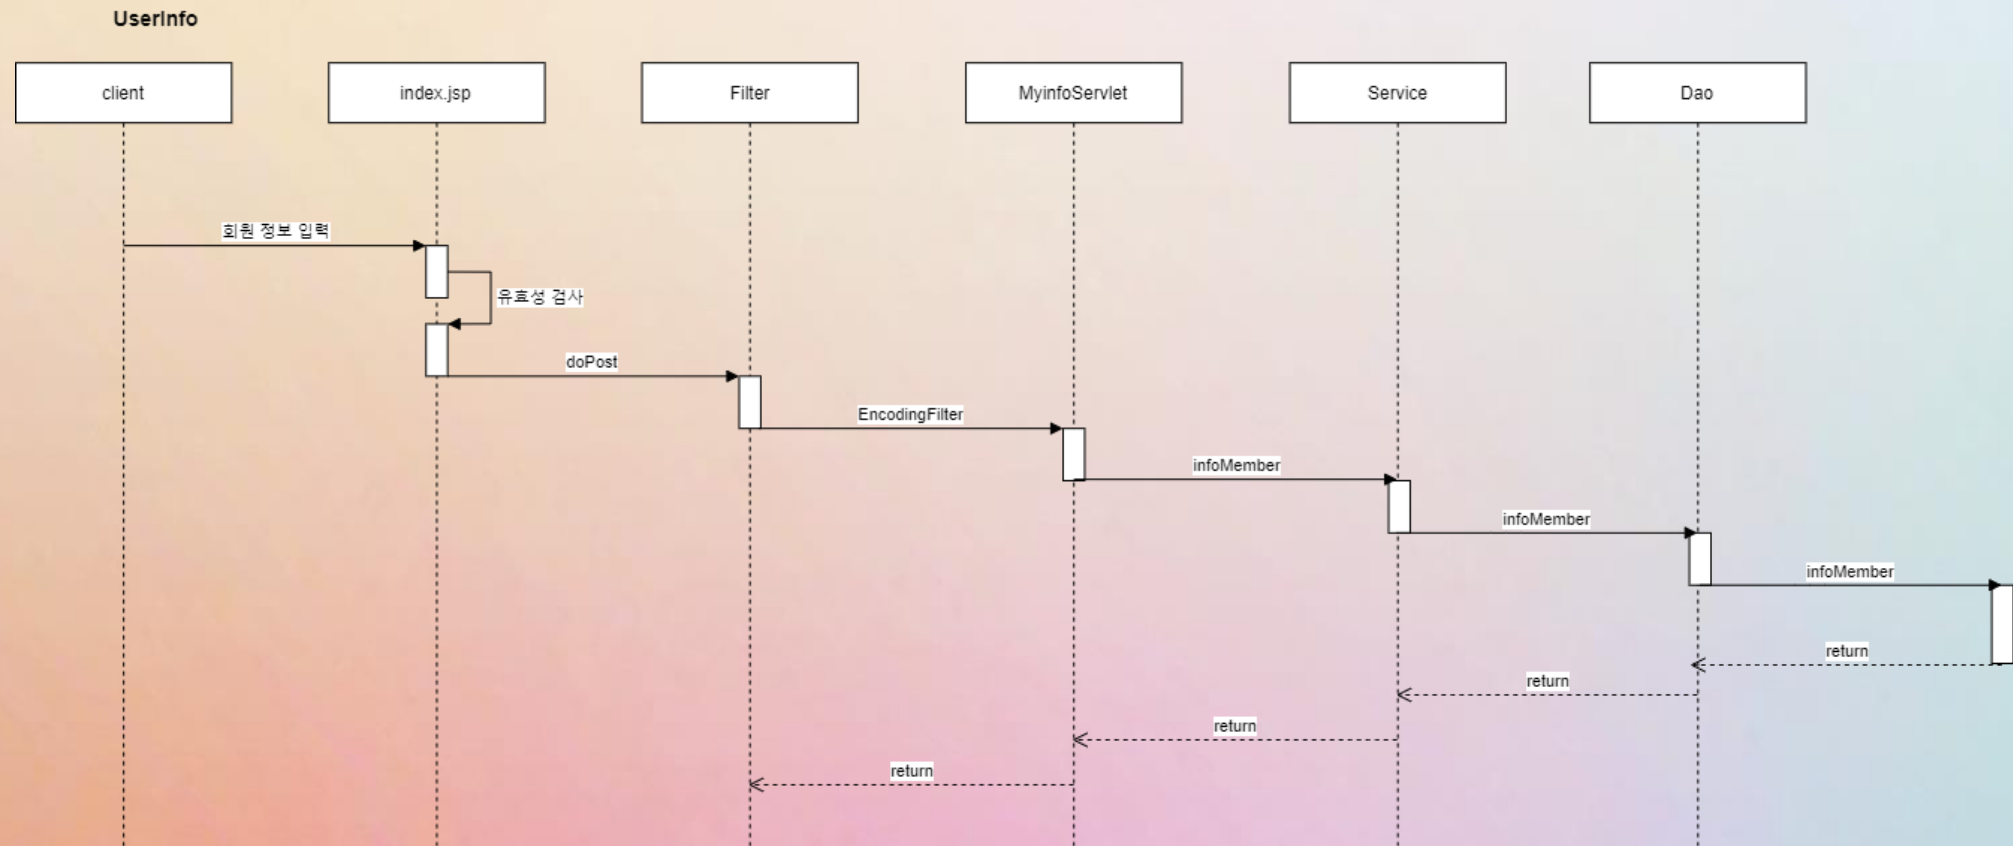 UserInfo
client
index.jsp
Filter
MyinfoServlet
Service
Dao
회원 정보 입력
유효성 검사
doPost
EncodingFilter
infoMember
infoMember
infoMember
return
return
return
return